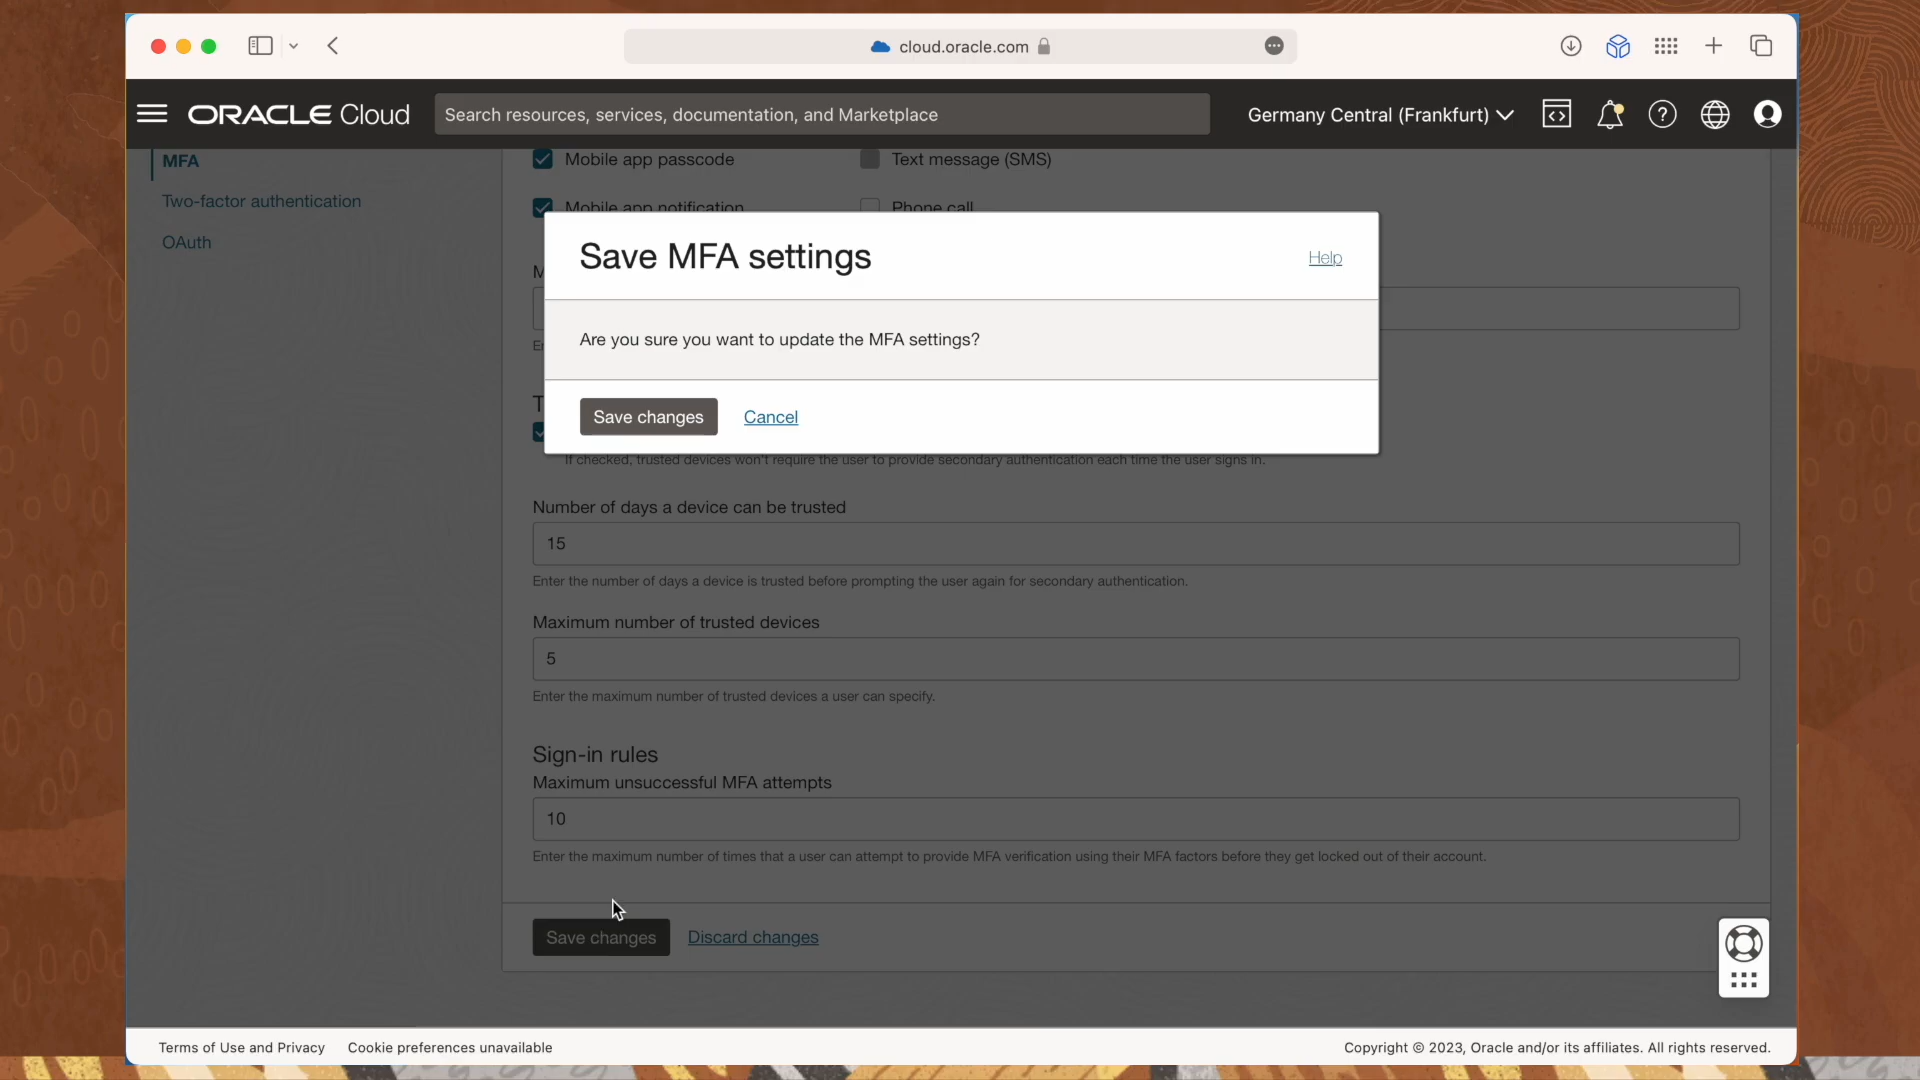 cloud.oracle.com
ORACLE Cloud
Search resources, services, documentation, and Marketplace
Germany Central (Frankfurt)
MFA
Two-factor authentication
OAuth
Mobile app passcode
Text message (SMS)
Mobile app notification
Phone call
Save MFA settings
Help
Are you sure you want to update the MFA settings?
Save changes
Cancel
If checked, trusted devices won't require the user to provide secondary authentication each time the user signs in.
Number of days a device can be trusted
15
Enter the number of days a device is trusted before prompting the user again for secondary authentication.
Maximum number of trusted devices
5
Enter the maximum number of trusted devices a user can specify.
Sign-in rules
Maximum unsuccessful MFA attempts
10
Enter the maximum number of times that a user can attempt to provide MFA verification using their MFA factors before they get locked out of their account.
Save changes
Discard changes
Terms of Use and Privacy
Cookie preferences unavailable
Copyright © 2023, Oracle and/or its affiliates. All rights reserved.